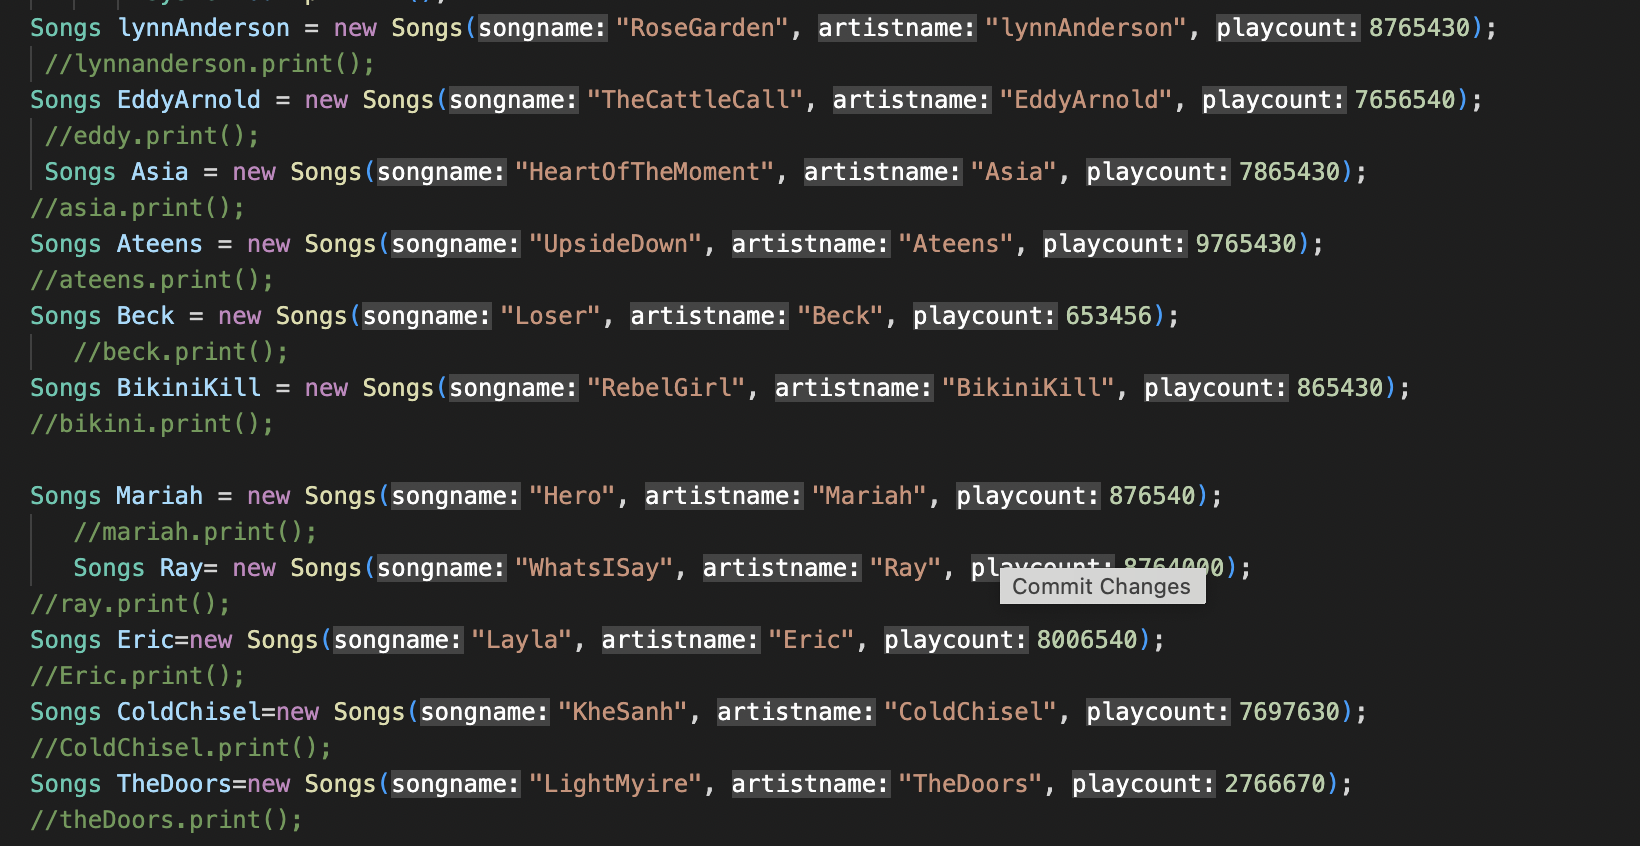 Songs lynnAnderson = new Songs(songname: "RoseGarden", artistname: "lynnAnderson", playcount: 8765430);
//lynnanderson.print();
Songs EddyArnold = new Songs(songname: "TheCattleCall", artistname: "EddyArnold", playcount: 7656540);
//eddy.print();
Songs Asia = new Songs(songname: "HeartOfTheMoment", artistname: "Asia", playcount: 7865430);
//asia.print();
Songs Ateens = new Songs(songname: "UpsideDown", artistname: "Ateens", playcount: 9765430);
//ateens.print();
Songs Beck = new Songs(songname: "Loser", artistname: "Beck", playcount: 653456);
//beck.print();
Songs BikiniKill = new Songs(songname: "RebelGirl", artistname: "BikiniKill", playcount: 865430);
//bikini.print();
Songs Mariah = new Songs(songname: "Hero", artistname: "Mariah", playcount: 876540);
//mariah.print();
Songs Ray= new Songs(songname: "WhatsISay", artistname: "Ray", playcount: 8764000);
Commit Changes
//ray.print();
Songs Eric=new Songs(songname: "Layla", artistname: "Eric", playcount: 8006540);
//Eric.print();
Songs ColdChisel=new Songs(songname: "KheSanh", artistname: "ColdChisel", playcount: 7697630);
//ColdChisel.print();
Songs TheDoors=new Songs(songname: "LightMyire", artistname: "TheDoors", playcount: 2766670);
//theDoors.print();